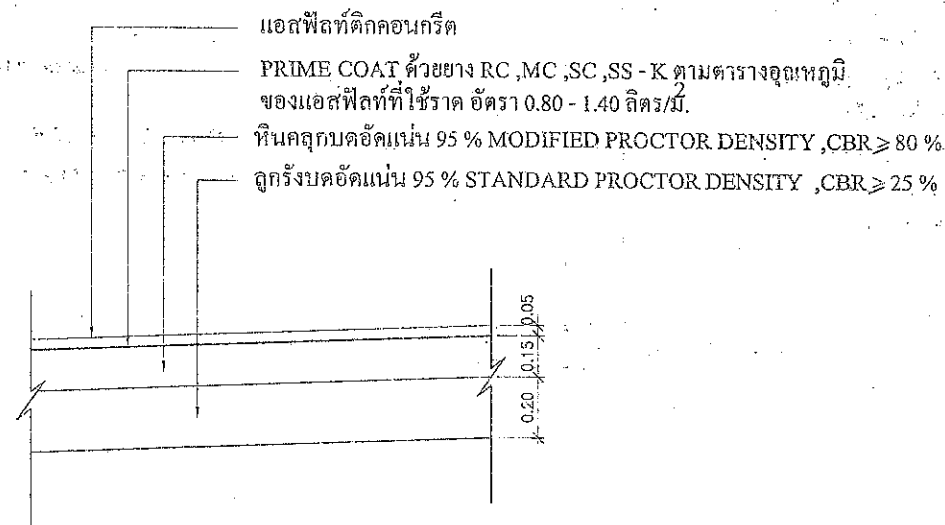 แอสฟัลท์ติกคอนกรีต
PRIME COAT ด้วยยาง RC ,MC ,SC ,SS - K ตามตารางอุณหภูมิ
ของแอสฟัลท์ที่ใช้ราด อัตรา 0.80 - 1.40 ลิตร/ม².
หินคลุกบดอัดแน่น 95 % MODIFIED PROCTOR DENSITY ,CBR ≥ 80 %
ลูกรังบดอัดแน่น 95 % STANDARD PROCTOR DENSITY ,CBR ≥ 25 %
0.05
0.15
0.20